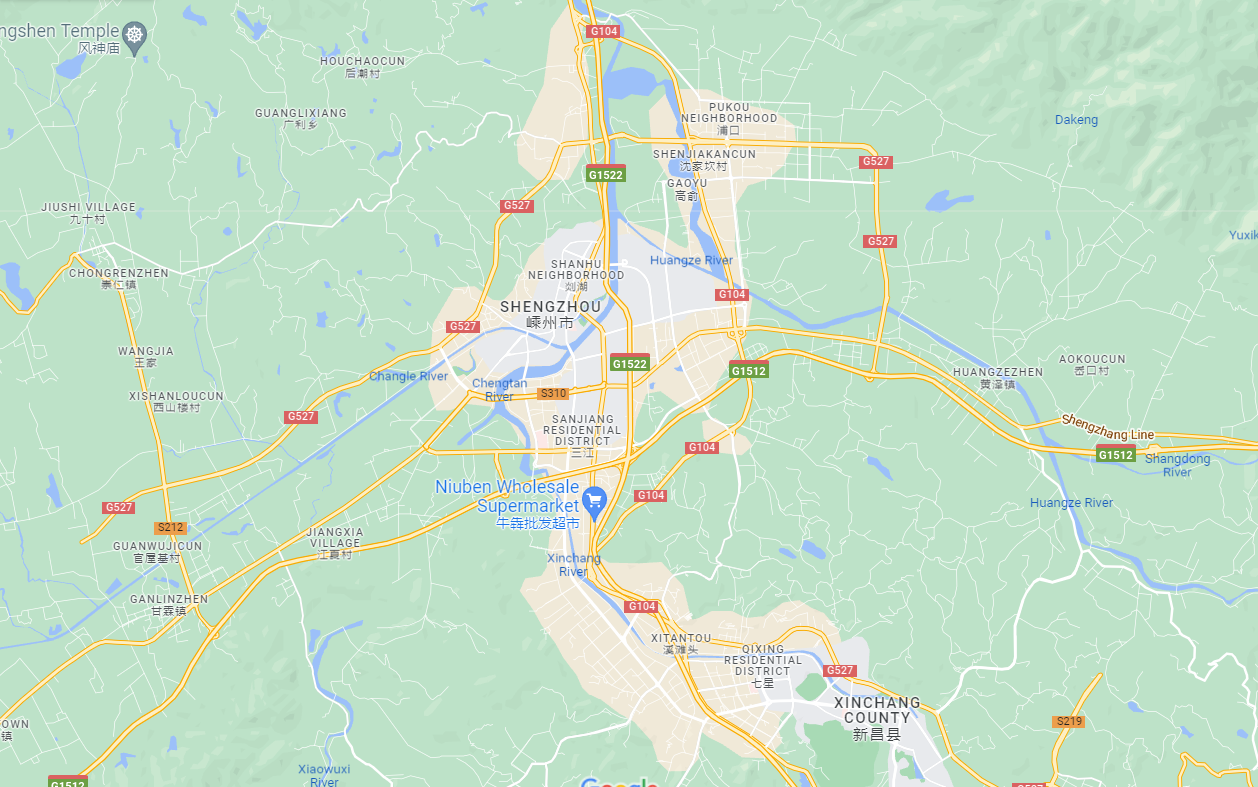 G104
ngshen Temple
风神庙
HOUCHAOCUN
后潮村
GUANGLIXIANG
广利乡
PUKOU
NEIGHBORHOOD
浦口
Dakeng
SHENJIAKANCUN
沈家坎村
G527
G1522
GAOYU
高俞
G527
JIUSHI VILLAGE
九十村
G527
Yuxik
CHONGRENZHEN
崇仁镇
SHANHU
NEIGHBORHOOD
剡湖
Huangze River
G104
SHENGZHOU
嵊州市
G527
WANGJIA
王家
G1522
G1512
AOKOUCUN
岙口村
HUANGZEZHEN
黄泽镇
Changle River
Chengtan
River
S310
XISHANLOUCUN
西山楼村
G527
SANJIANG
RESIDENTIAL
DISTRICT
三江
Shengzhang Line
G104
G1512
Shangdong
River
Niuben Wholesale
Supermarket
牛犇批发超市
G104
Huangze River
G527
S212
JIANGXIA
VILLAGE
江夏村
GUANWUJICUN
官屋基村
Xinchang
River
GANLINZHEN
甘霖镇
G104
XITANTOU
溪滩头
QIXING
RESIDENTIAL
DISTRICT
七星
G527
XINCHANG
COUNTY
新昌县
S219
OWN
镇
Xiaowuxi
River
G1512
Google
G527